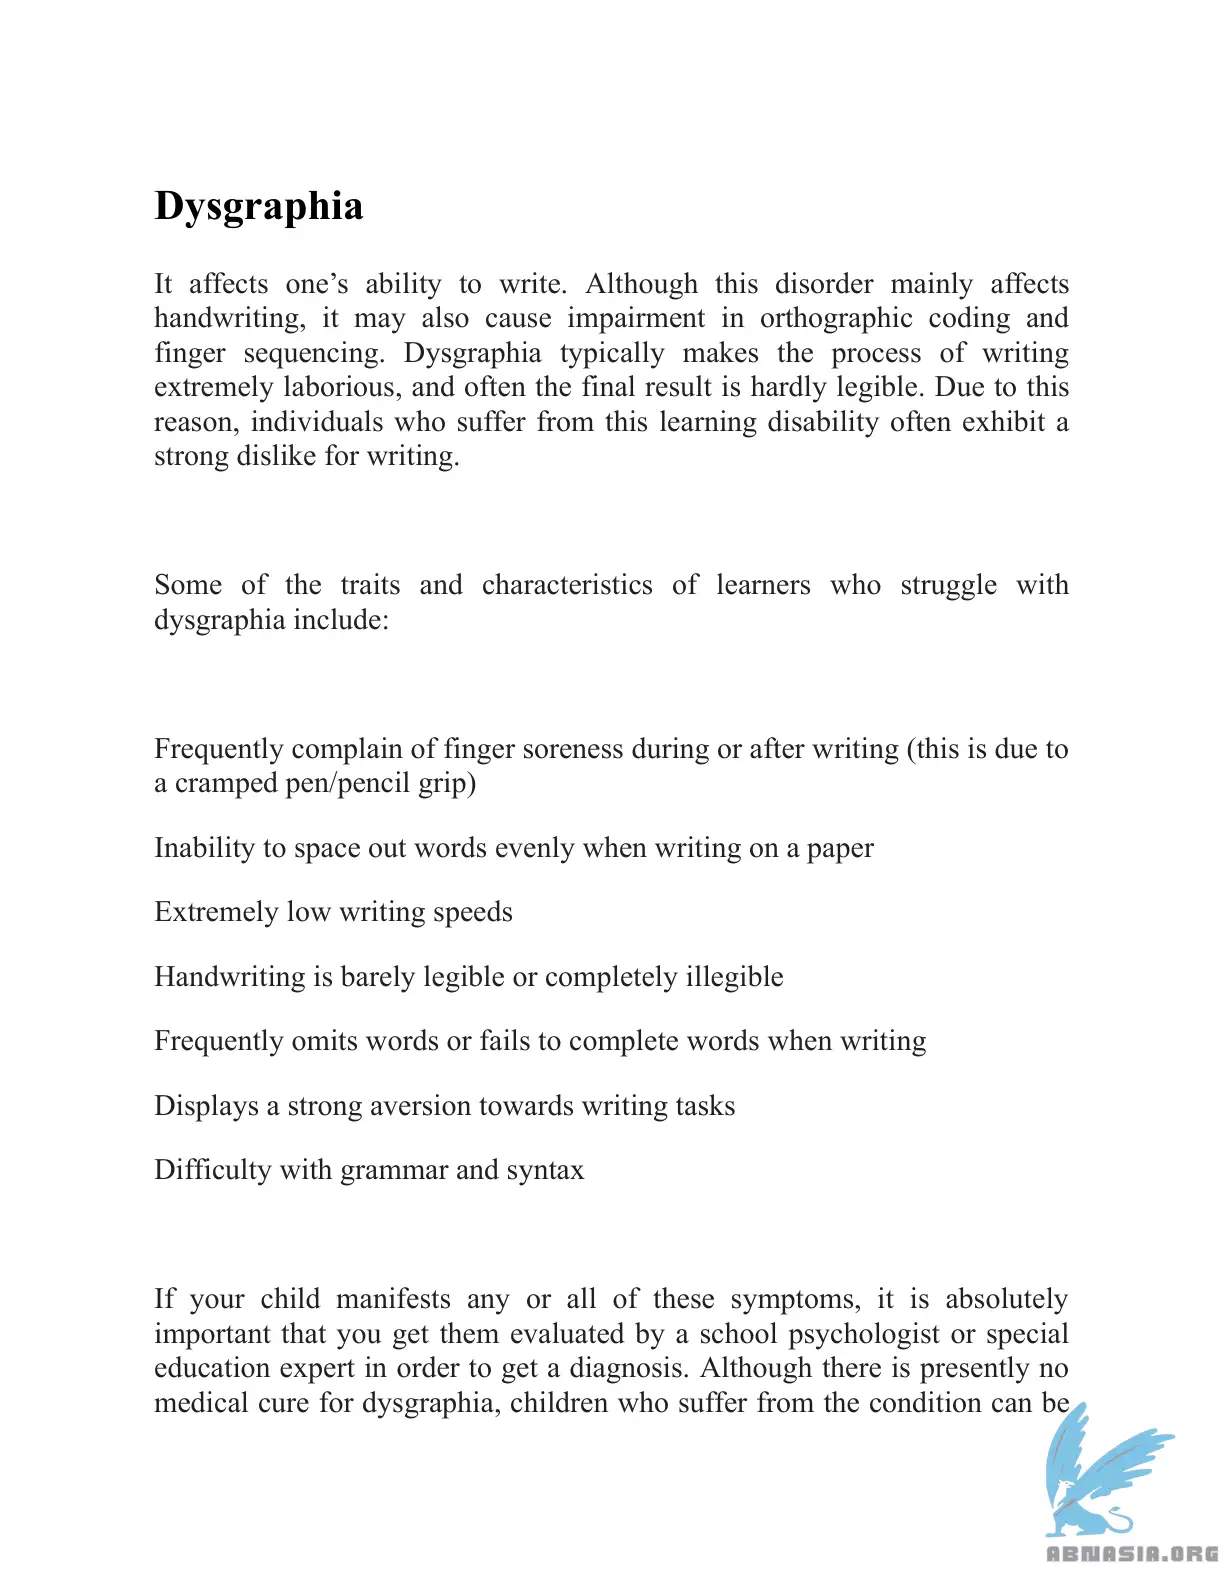 Dysgraphia
It affects one’s ability to write. Although this disorder mainly affects
handwriting, it may also cause impairment in orthographic coding and
finger sequencing. Dysgraphia typically makes the process of writing
extremely laborious, and often the final result is hardly legible. Due to this
reason, individuals who suffer from this learning disability often exhibit a
strong dislike for writing.
Some of the traits and characteristics of learners who struggle with
dysgraphia include:
Frequently complain of finger soreness during or after writing (this is due to
a cramped pen/pencil grip)
Inability to space out words evenly when writing on a paper
Extremely low writing speeds
Handwriting is barely legible or completely illegible
Frequently omits words or fails to complete words when writing
Displays a strong aversion towards writing tasks
Difficulty with grammar and syntax
If your child manifests any or all of these symptoms, it is absolutely
important that you get them evaluated by a school psychologist or special
education expert in order to get a diagnosis. Although there is presently no
medical cure for dysgraphia, children who suffer from the condition can be
ABNASIA.ORG